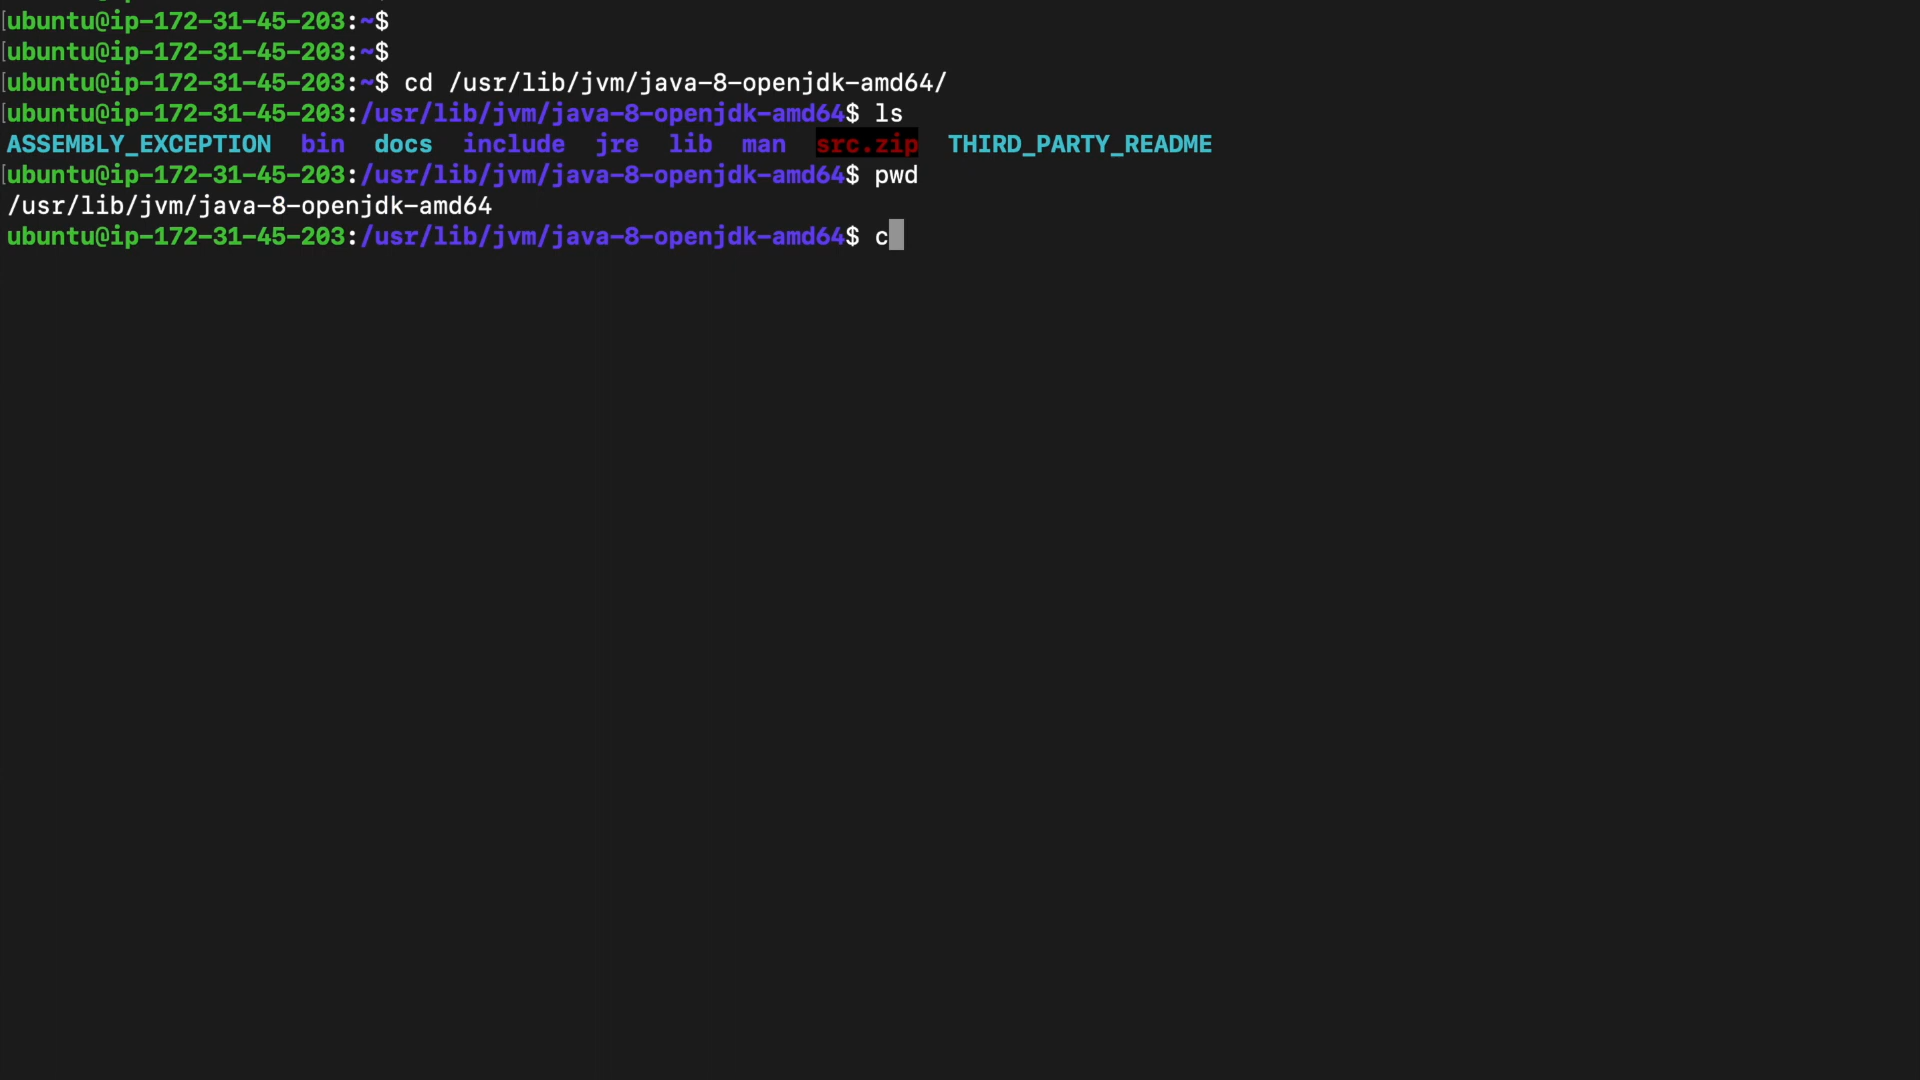 [ubuntu@ip-172-31-45-203:~$
[ubuntu@ip-172-31-45-203:~$
[ubuntu@ip-172-31-45-203:~$ cd /usr/lib/jvm/java-8-openjdk-amd64/
[ubuntu@ip-172-31-45-203:/usr/lib/jvm/java-8-openjdk-amd64$ ls
ASSEMBLY_EXCEPTION  bin  docs  include  jre  lib  man  src.zip  THIRD_PARTY_README
[ubuntu@ip-172-31-45-203:/usr/lib/jvm/java-8-openjdk-amd64$ pwd
/usr/lib/jvm/java-8-openjdk-amd64
ubuntu@ip-172-31-45-203:/usr/lib/jvm/java-8-openjdk-amd64$ c